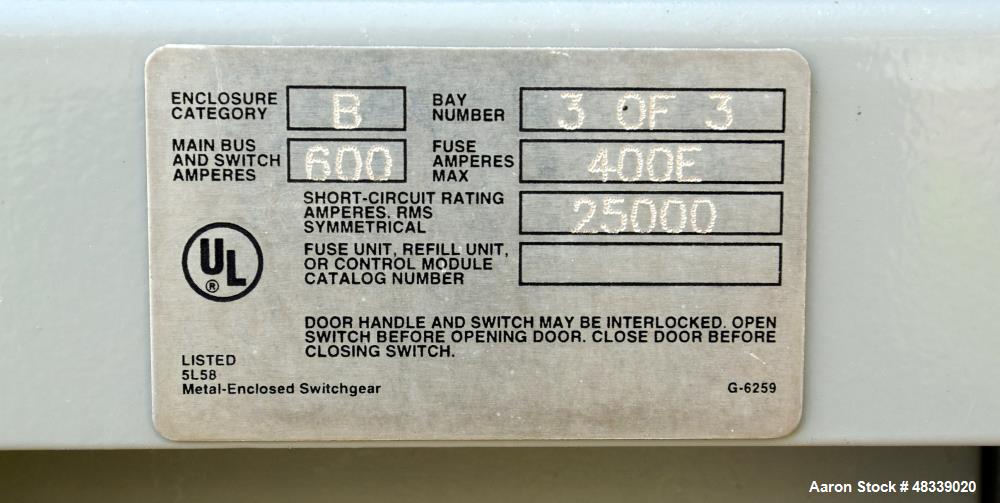 ENCLOSURE
CATEGORY
B
BAY
NUMBER
3 OF 3
MAIN BUS
AND SWITCH
AMPERES
600
FUSE
AMPERES
MAX
400E
SHORT-CIRCUIT RATING
AMPERES, RMS
SYMMETRICAL
25000
FUSE UNIT, REFILL UNIT,
OR CONTROL MODULE
CATALOG NUMBER
UL
®
DOOR HANDLE AND SWITCH MAY BE INTERLOCKED. OPEN
SWITCH BEFORE OPENING DOOR. CLOSE DOOR BEFORE
CLOSING SWITCH.
LISTED
5L58
Metal-Enclosed Switchgear
G-6259
Aaron Stock # 48339020